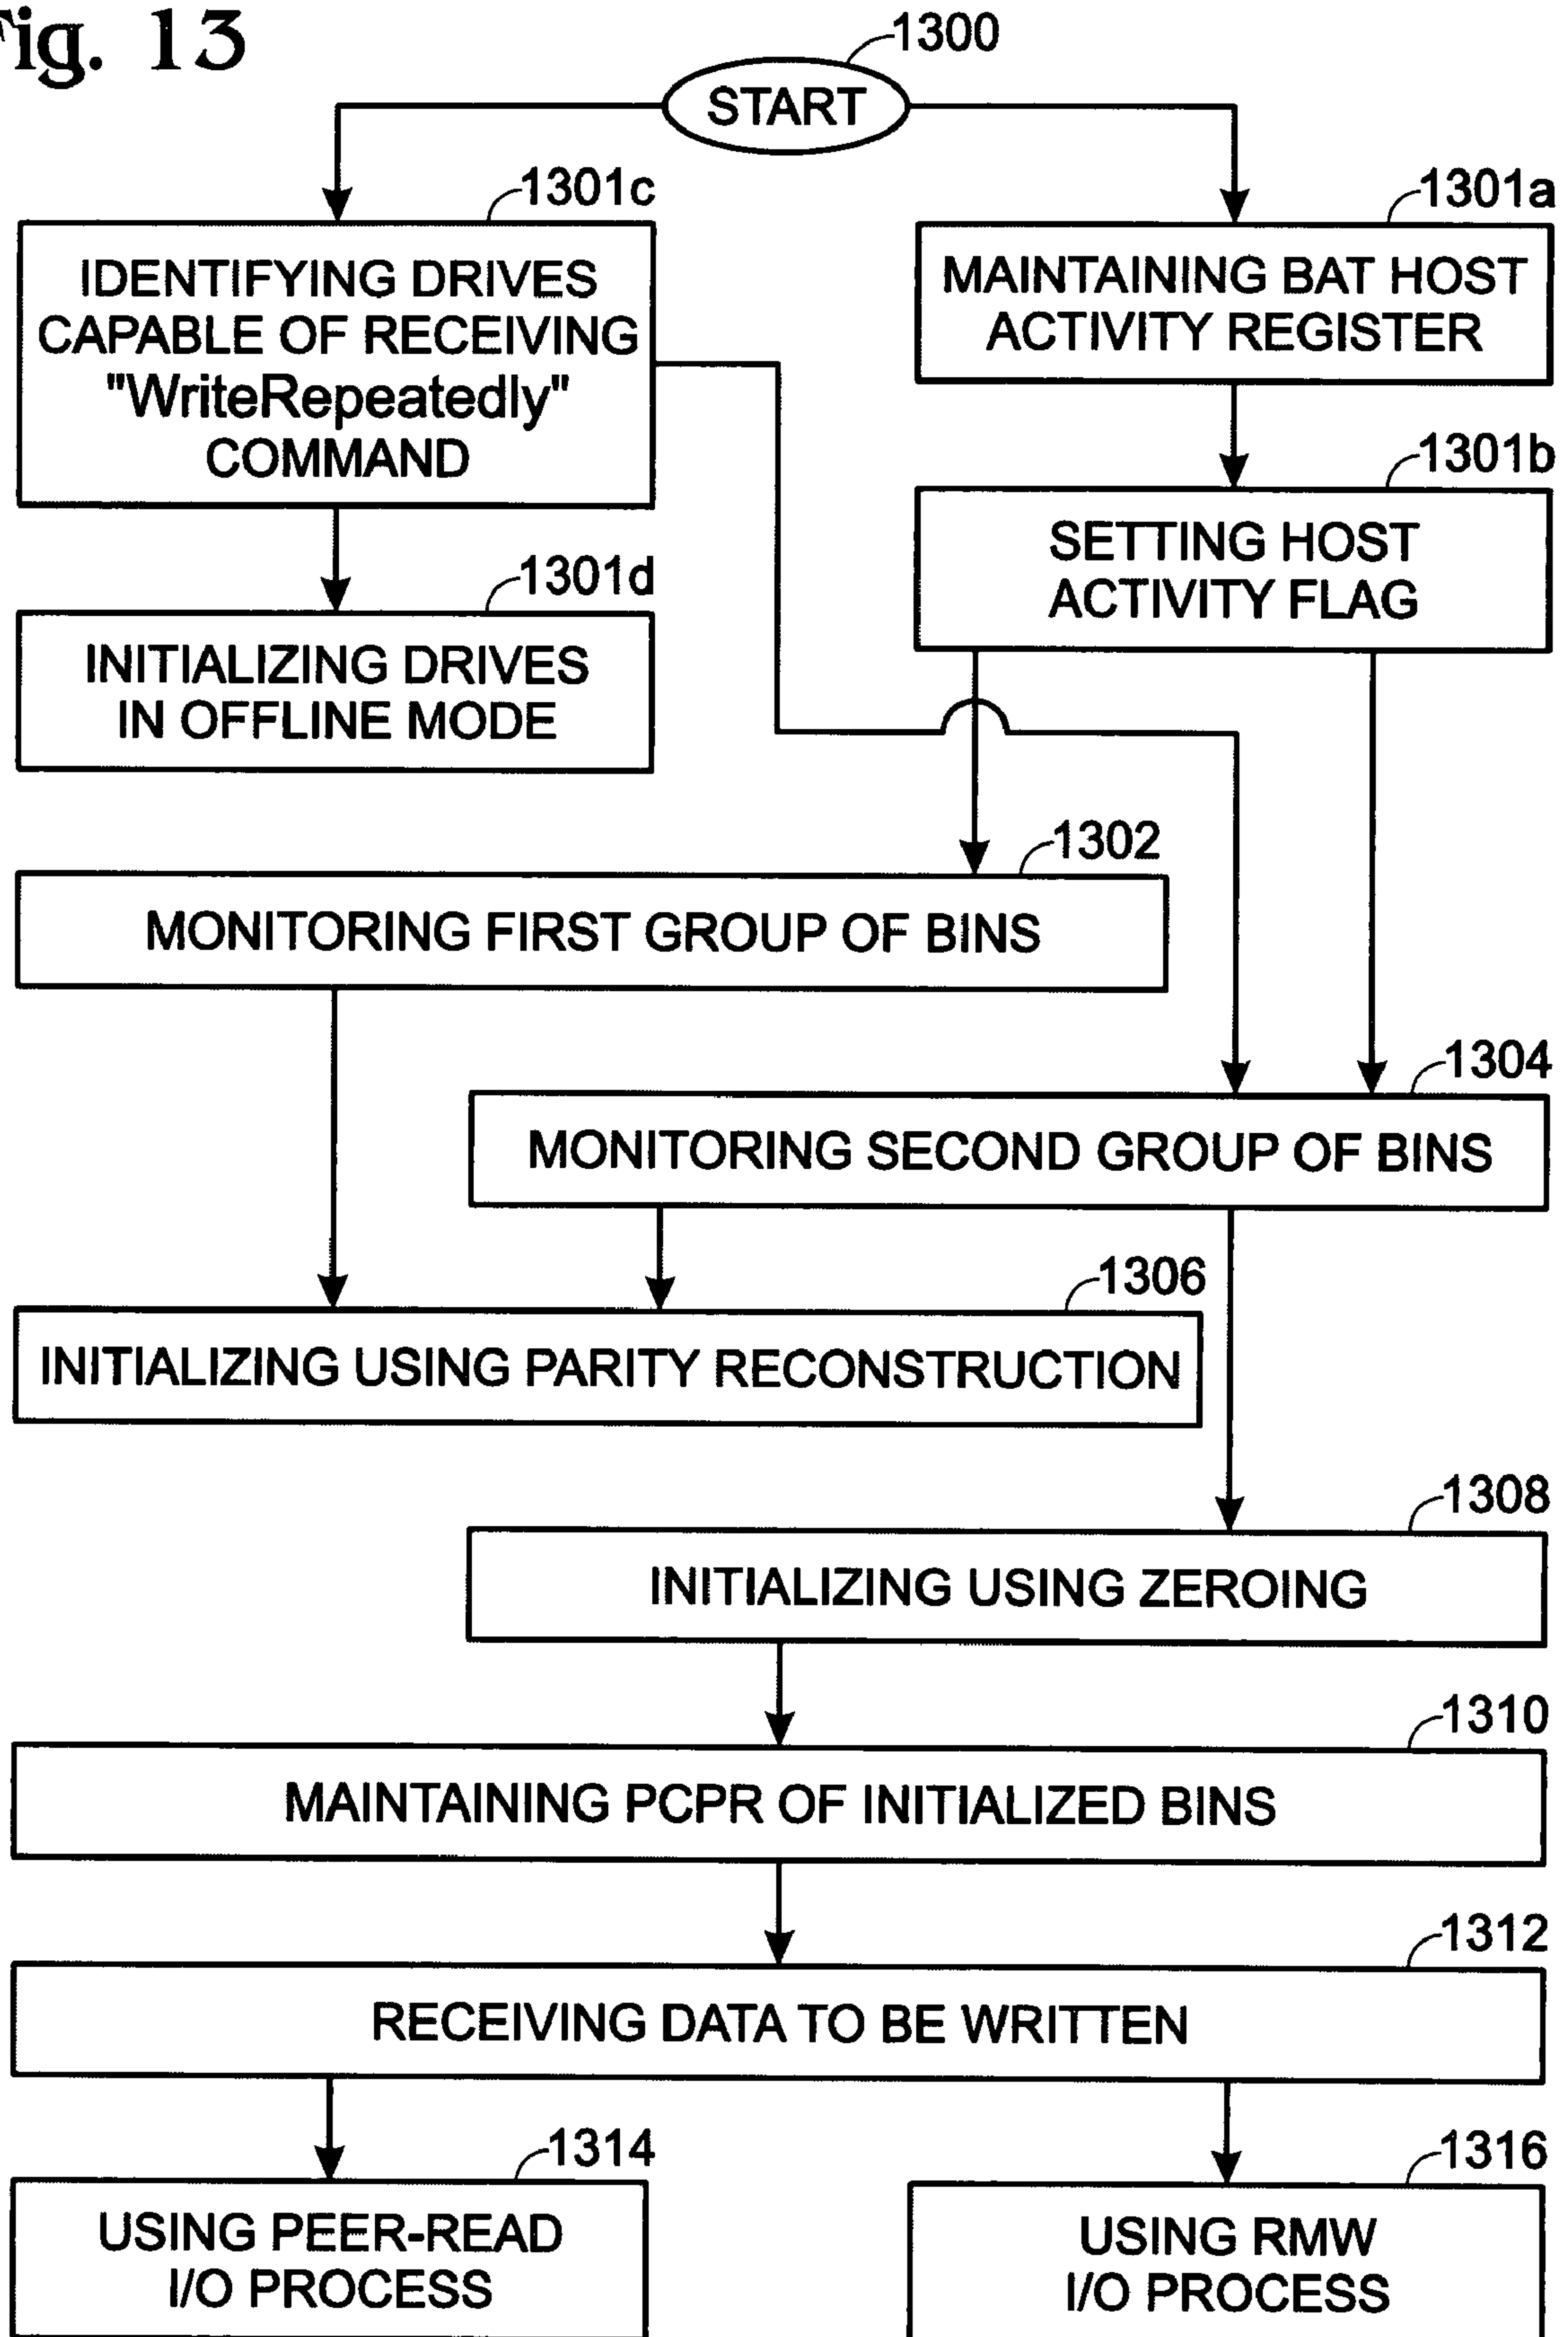 Fig. 13
1300
START
1301c
1301a
IDENTIFYING DRIVES
CAPABLE OF RECEIVING
"WriteRepeatedly"
COMMAND
MAINTAINING BAT HOST
ACTIVITY REGISTER
1301b
SETTING HOST
ACTIVITY FLAG
1301d
INITIALIZING DRIVES
IN OFFLINE MODE
1302
MONITORING FIRST GROUP OF BINS
1304
MONITORING SECOND GROUP OF BINS
1306
INITIALIZING USING PARITY RECONSTRUCTION
1308
INITIALIZING USING ZEROING
1310
MAINTAINING PCPR OF INITIALIZED BINS
1312
RECEIVING DATA TO BE WRITTEN
1314
1316
USING PEER-READ
I/O PROCESS
USING RMW
I/O PROCESS